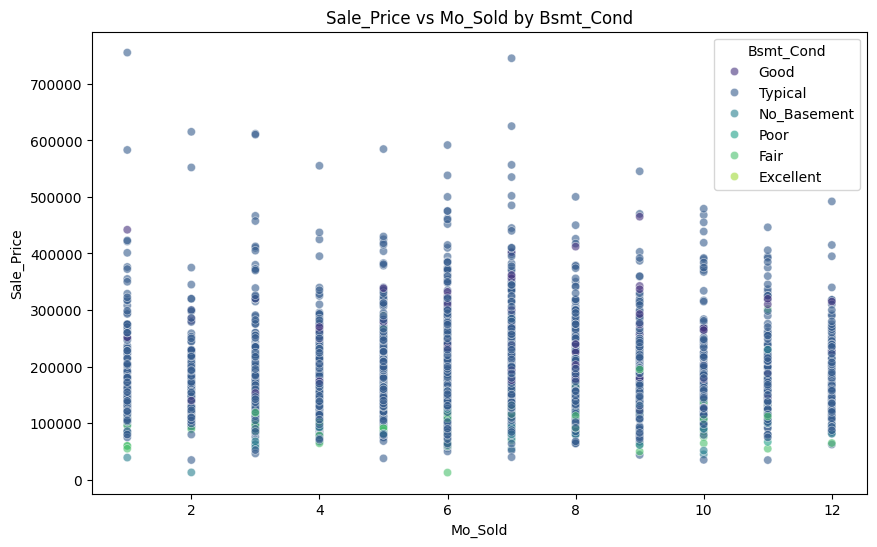 Sale_Price vs Mo_Sold by Bsmt_Cond
Bsmt_Cond
Good
Typical
No_Basement
Poor
Fair
Excellent
Sale_Price
700000
600000
500000
400000
300000
200000
100000
0
2 4 6 8 10 12
Mo_Sold